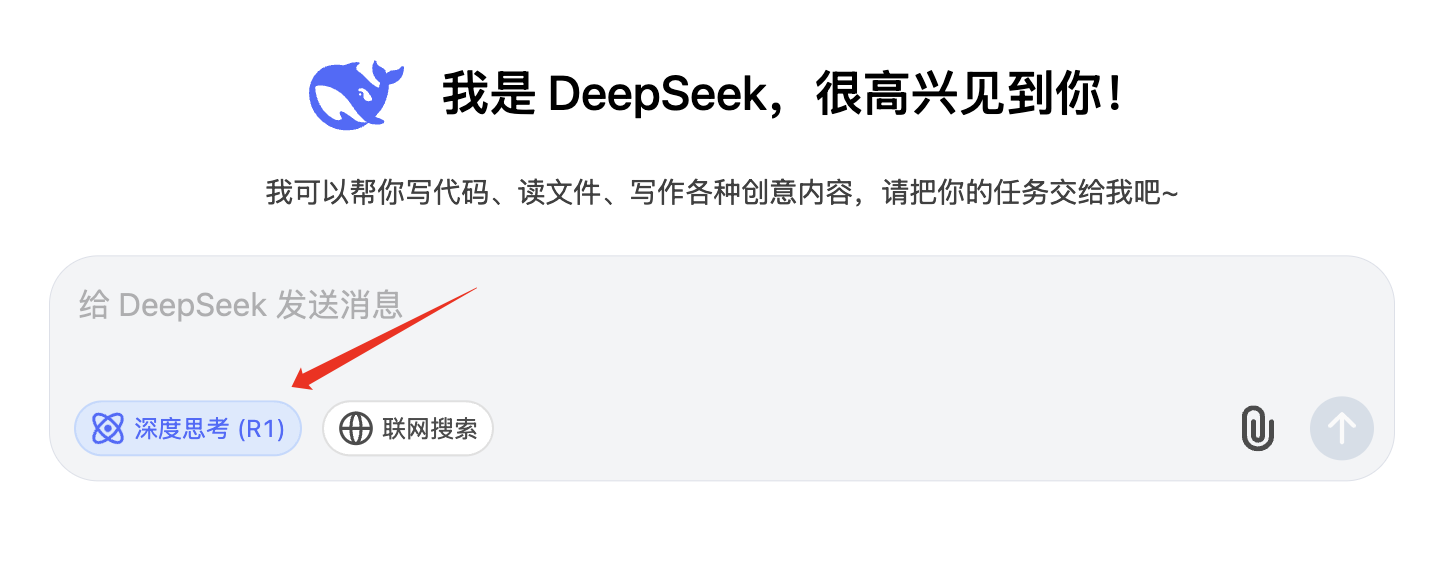 我是 DeepSeek，很高兴见到你！
我可以帮你写代码、读文件、写作各种创意内容，请把你的任务交给我吧~
给 DeepSeek 发送消息
深度思考 (R1)
联网搜索